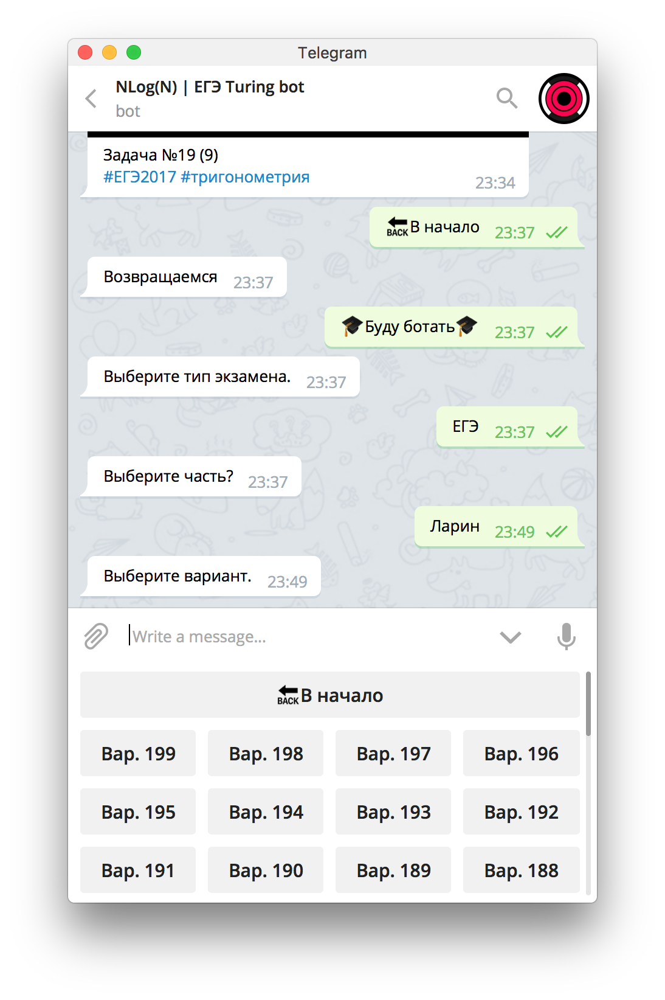 Telegram
NLog(N) | ЕГЭ Turing bot
bot
Задача №19 (9)
#ЕГЭ2017 #тригонометрия
23:34
BACK В начало 23:37
Возвращаемся 23:37
Буду ботать 23:37
Выберите тип экзамена. 23:37
ЕГЭ 23:37
Выберите часть? 23:37
Ларин 23:49
Выберите вариант. 23:49
Write a message...
BACK В начало
Вар. 199 Вар. 198 Вар. 197 Вар. 196
Вар. 195 Вар. 194 Вар. 193 Вар. 192
Вар. 191 Вар. 190 Вар. 189 Вар. 188